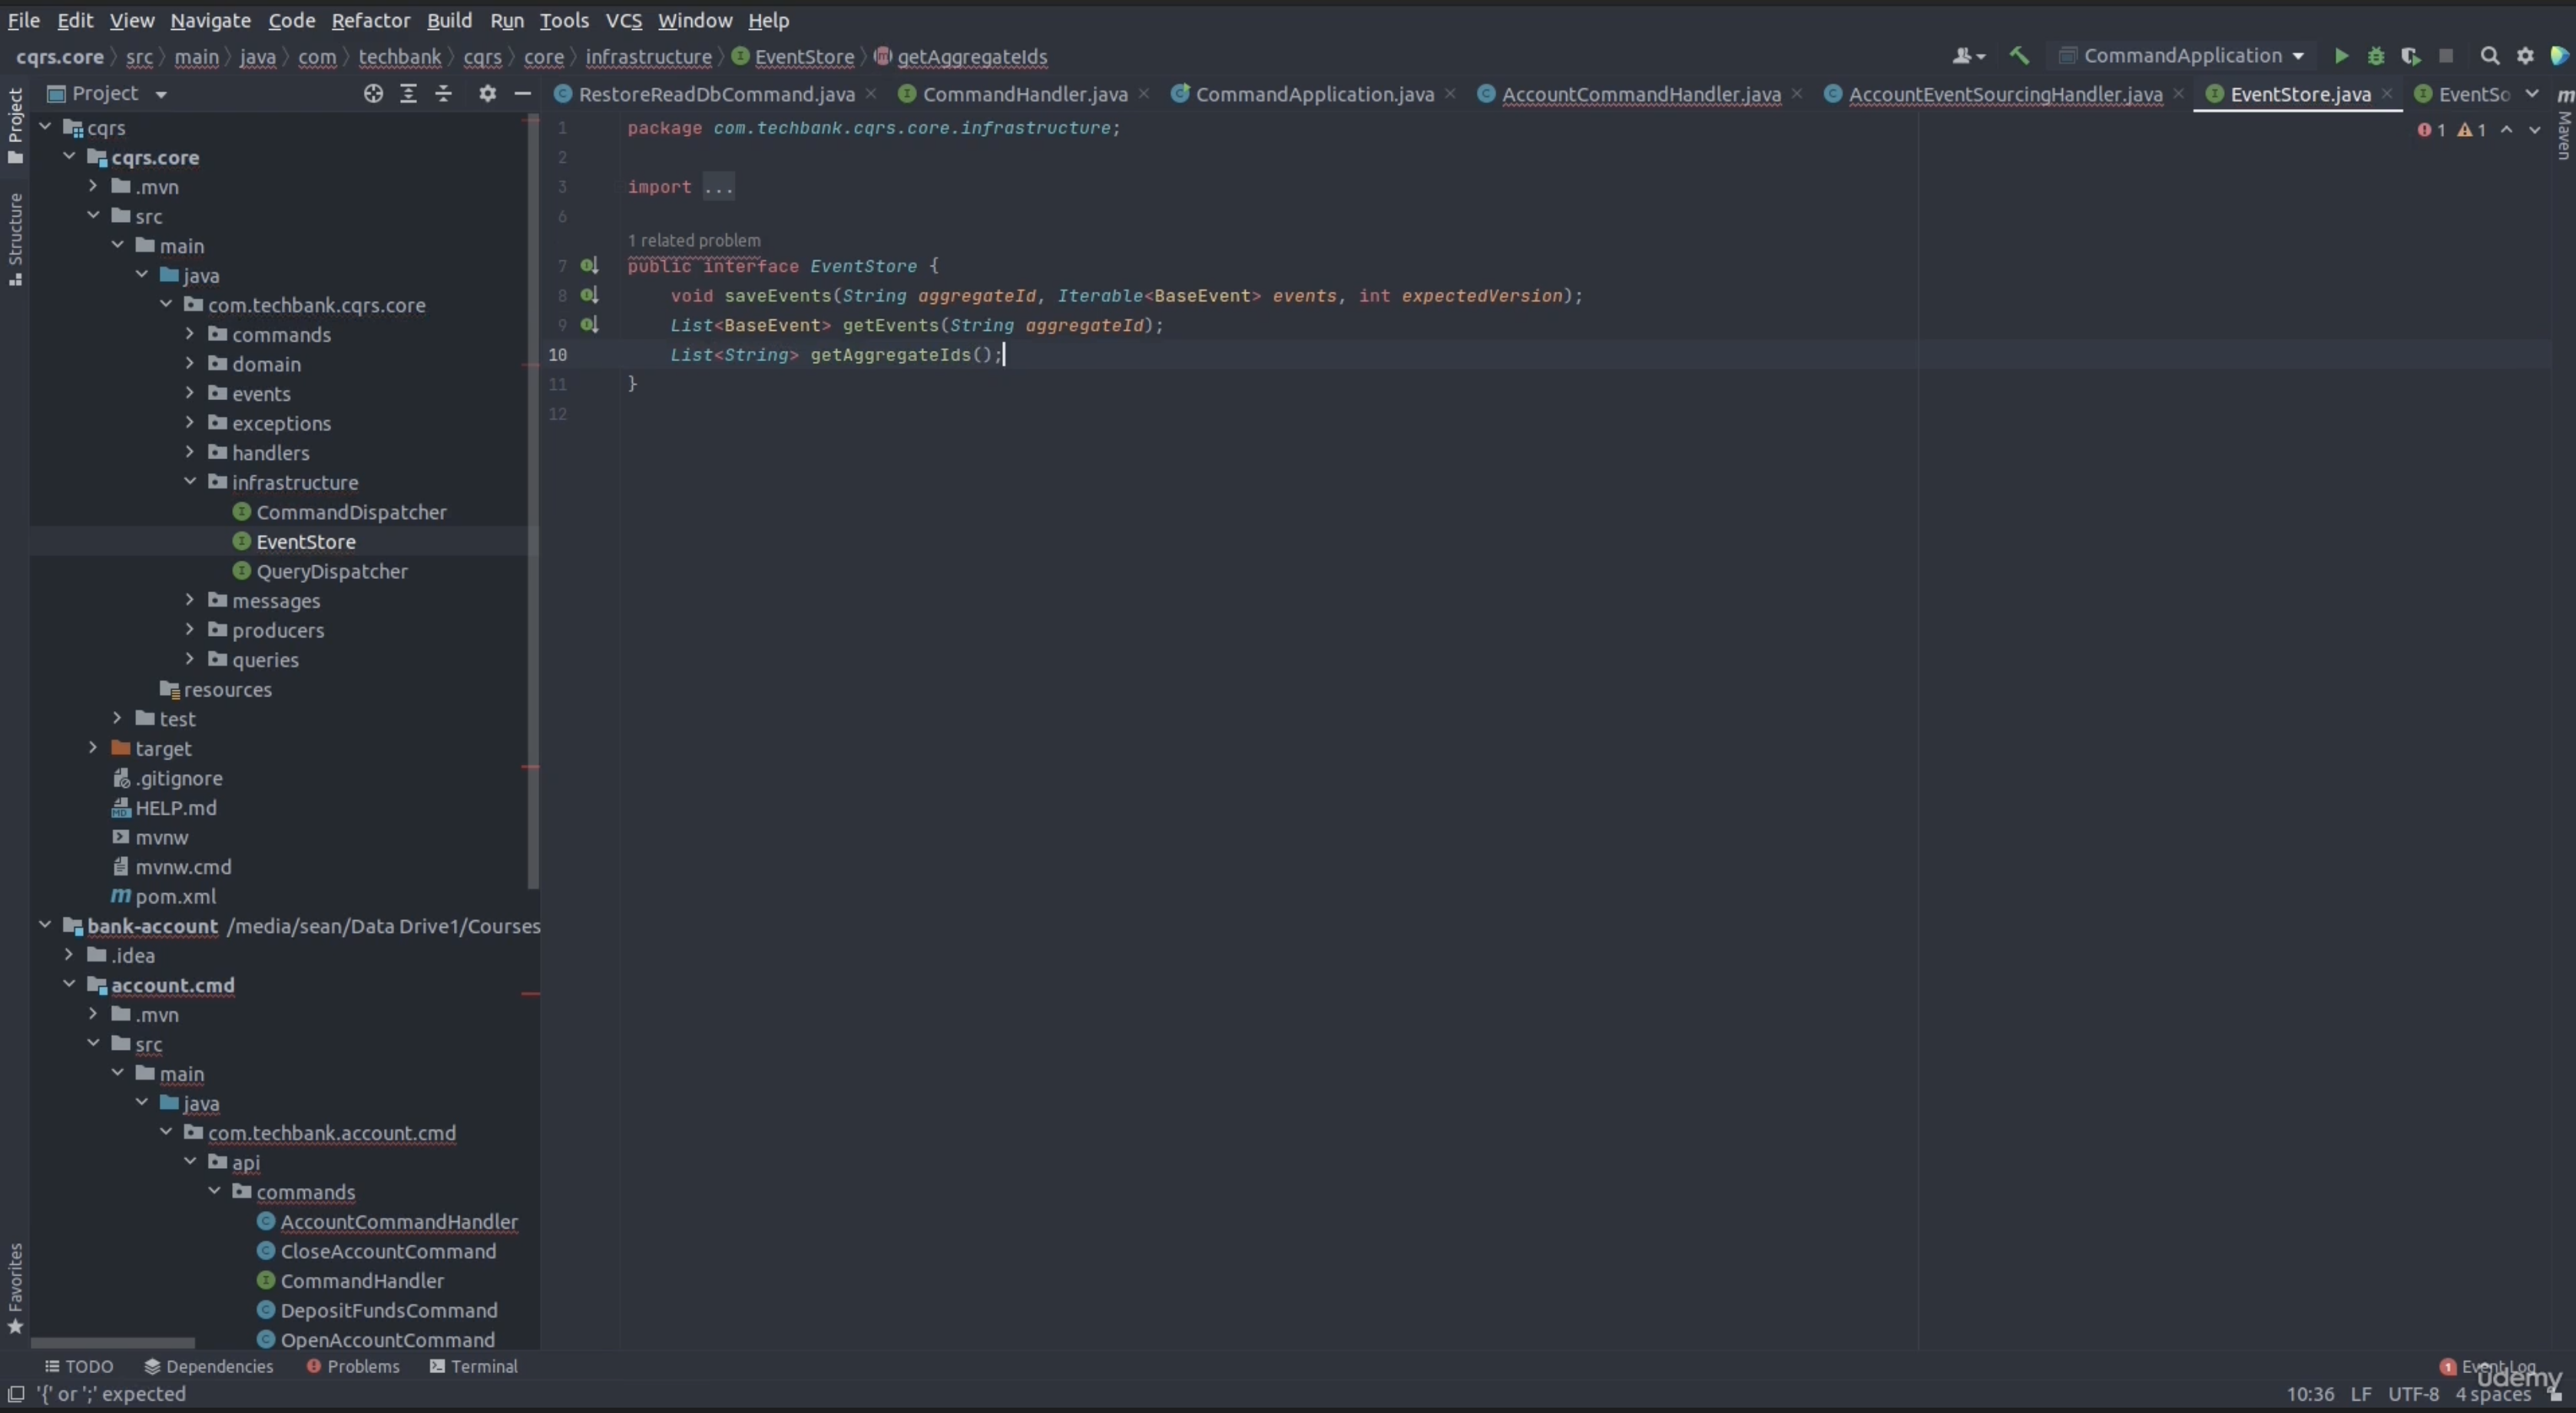 File Edit View Navigate Code Refactor Build Run Tools VCS Window Help
cqrs.core src main java com techbank cqrs core infrastructure EventStore getAggregateIds
CommandApplication
Project
RestoreReadDbCommand.java CommandHandler.java CommandApplication.java AccountCommandHandler.java AccountEventSourcingHandler.java EventStore.java EventSo
Project
Structure
Favorites
Maven
cqrs
cqrs.core
.mvn
src
main
java
com.techbank.cqrs.core
commands
domain
events
exceptions
handlers
infrastructure
CommandDispatcher
EventStore
QueryDispatcher
messages
producers
queries
resources
test
target
.gitignore
HELP.md
mvnw
mvnw.cmd
pom.xml
bank-account /media/sean/Data Drive1/Courses
.idea
account.cmd
.mvn
src
main
java
com.techbank.account.cmd
api
commands
AccountCommandHandler
CloseAccountCommand
CommandHandler
DepositFundsCommand
OpenAccountCommand
1 1
1 package com.techbank.cqrs.core.infrastructure;
2
3 import ...
6
1 related problem
7 public interface EventStore {
8 void saveEvents(String aggregateId, Iterable<BaseEvent> events, int expectedVersion);
9 List<BaseEvent> getEvents(String aggregateId);
10 List<String> getAggregateIds();
11 }
12
TODO Dependencies Problems Terminal
1 Event Log
'{' or ';' expected
10:36 LF UTF-8 4 spaces
udemy